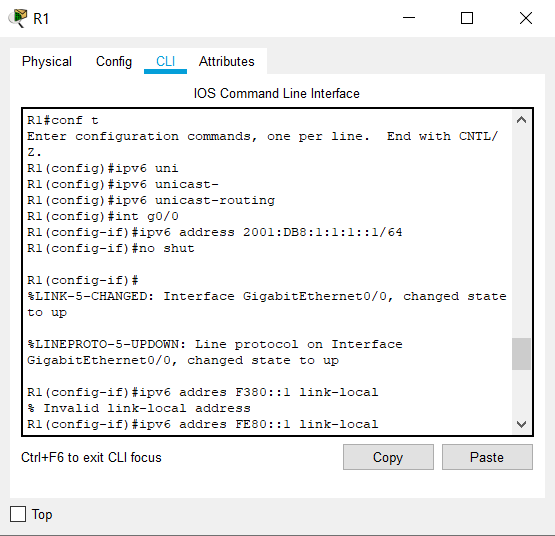 R1
Physical Config CLI Attributes
IOS Command Line Interface
R1#conf t
Enter configuration commands, one per line.  End with CNTL/
Z.
R1(config)#ipv6 uni
R1(config)#ipv6 unicast-
R1(config)#ipv6 unicast-routing
R1(config)#int g0/0
R1(config-if)#ipv6 address 2001:DB8:1:1:1::1/64
R1(config-if)#no shut
R1(config-if)#
%LINK-5-CHANGED: Interface GigabitEthernet0/0, changed state
to up
%LINEPROTO-5-UPDOWN: Line protocol on Interface
GigabitEthernet0/0, changed state to up
R1(config-if)#ipv6 addres F380::1 link-local
% Invalid link-local address
R1(config-if)#ipv6 addres FE80::1 link-local
Ctrl+F6 to exit CLI focus
Copy
Paste
Top